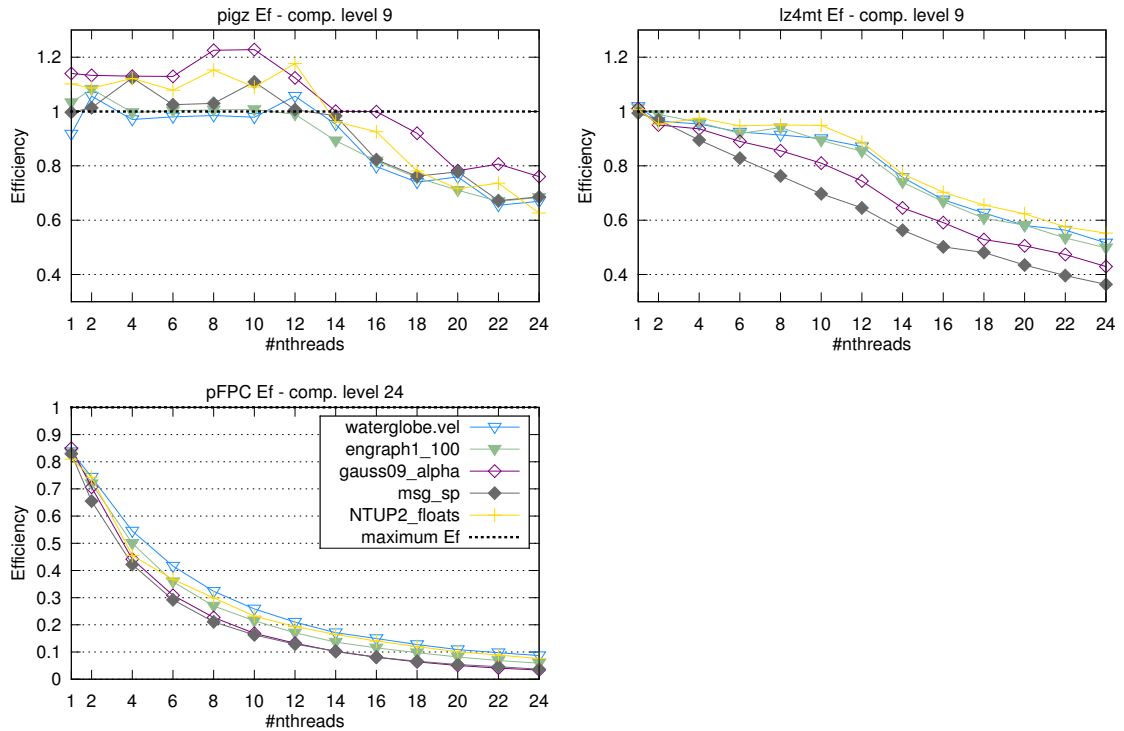 pigz Ef - comp. level 9
Efficiency
1.2
1
0.8
0.6
0.4
1 2 4 6 8 10 12 14 16 18 20 22 24
#nthreads
lz4mt Ef - comp. level 9
Efficiency
1.2
1
0.8
0.6
0.4
1 2 4 6 8 10 12 14 16 18 20 22 24
#nthreads
pFPC Ef - comp. level 24
Efficiency
1
0.9
0.8
0.7
0.6
0.5
0.4
0.3
0.2
0.1
0
waterglobe.vel
engraph1_100
gauss09_alpha
msg_sp
NTUP2_floats
maximum Ef
1 2 4 6 8 10 12 14 16 18 20 22 24
#nthreads